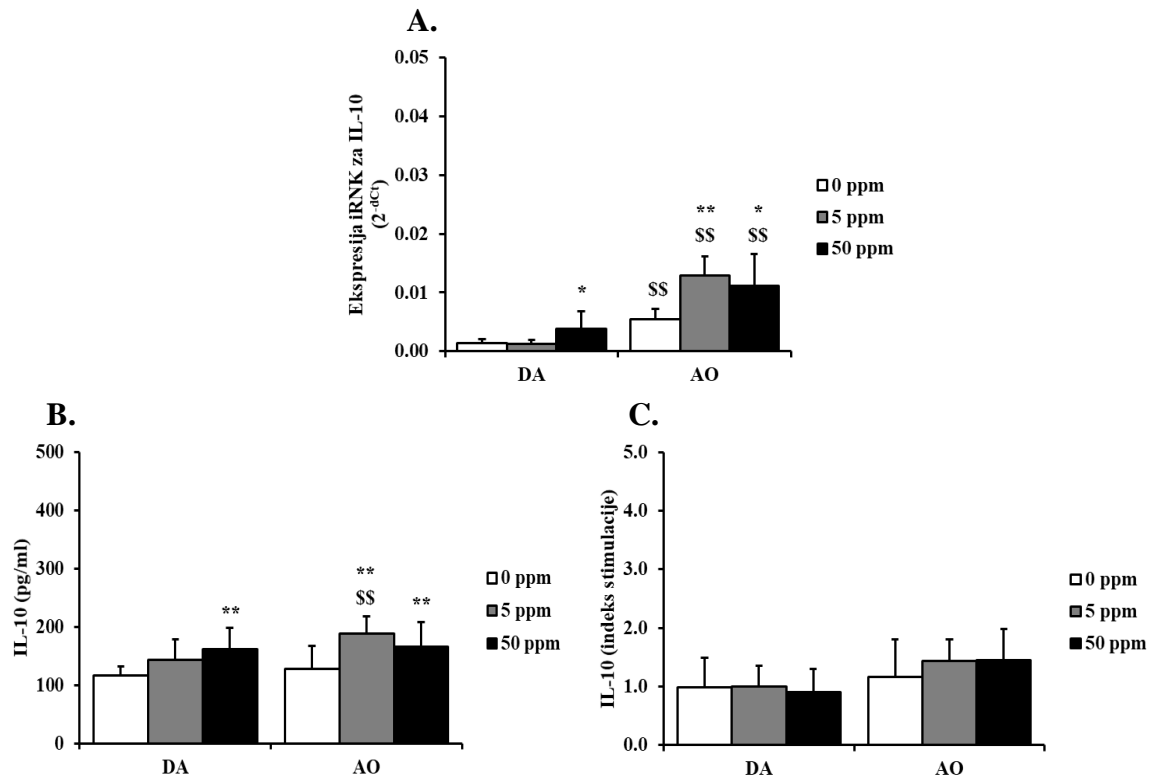 A.
Ekspresija iRNK za IL-10
(2^-dCt)
0.05
0.04
0.03
0.02
0.01
0.00
*
$$
**
$$
*
$$
DA
AO
0 ppm
5 ppm
50 ppm
B.
IL-10 (pg/ml)
500
400
300
200
100
0
**
**
$$
**
DA
AO
0 ppm
5 ppm
50 ppm
C.
IL-10 (indeks stimulacije)
5.0
4.0
3.0
2.0
1.0
0.0
DA
AO
0 ppm
5 ppm
50 ppm